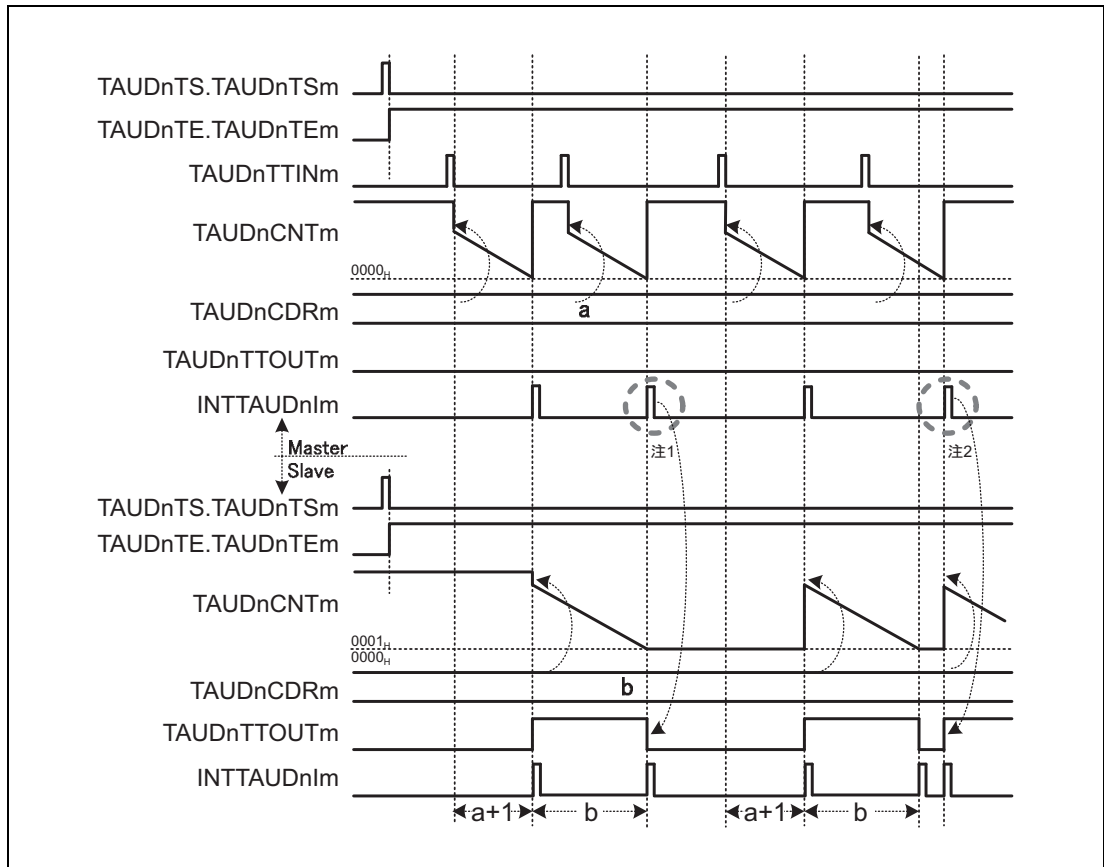 TAUDnTS.TAUDnTSm
TAUDnTE.TAUDnTEm
TAUDnTTINm
TAUDnCNTm
0000H
TAUDnCDRm
a
TAUDnTTOUTm
INTTAUDnIm
注1
注2
Master
Slave
TAUDnTS.TAUDnTSm
TAUDnTE.TAUDnTEm
TAUDnCNTm
0001H
0000H
TAUDnCDRm
b
TAUDnTTOUTm
INTTAUDnIm
a+1 b a+1 b